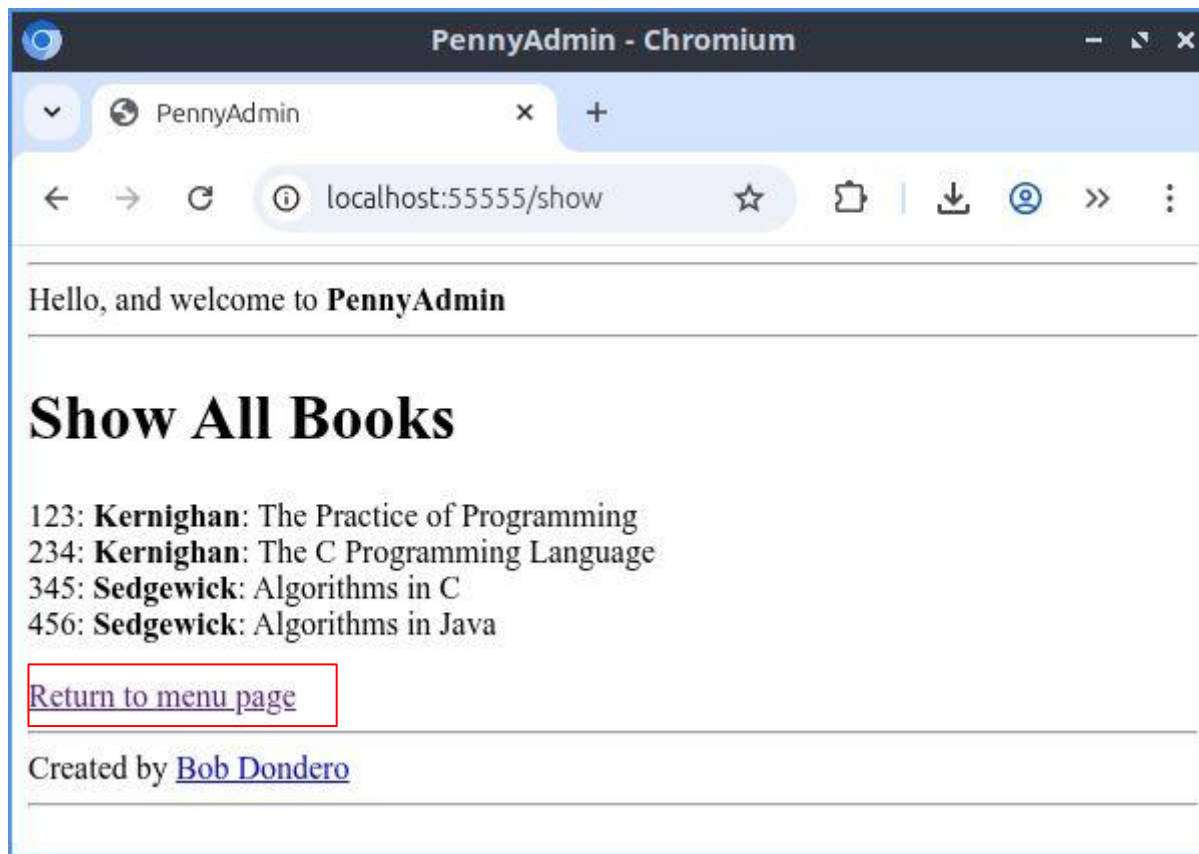 PennyAdmin - Chromium
PennyAdmin
localhost:55555/show
Hello, and welcome to PennyAdmin
Show All Books
123: Kernighan: The Practice of Programming
234: Kernighan: The C Programming Language
345: Sedgewick: Algorithms in C
456: Sedgewick: Algorithms in Java
Return to menu page
Created by Bob Dondero